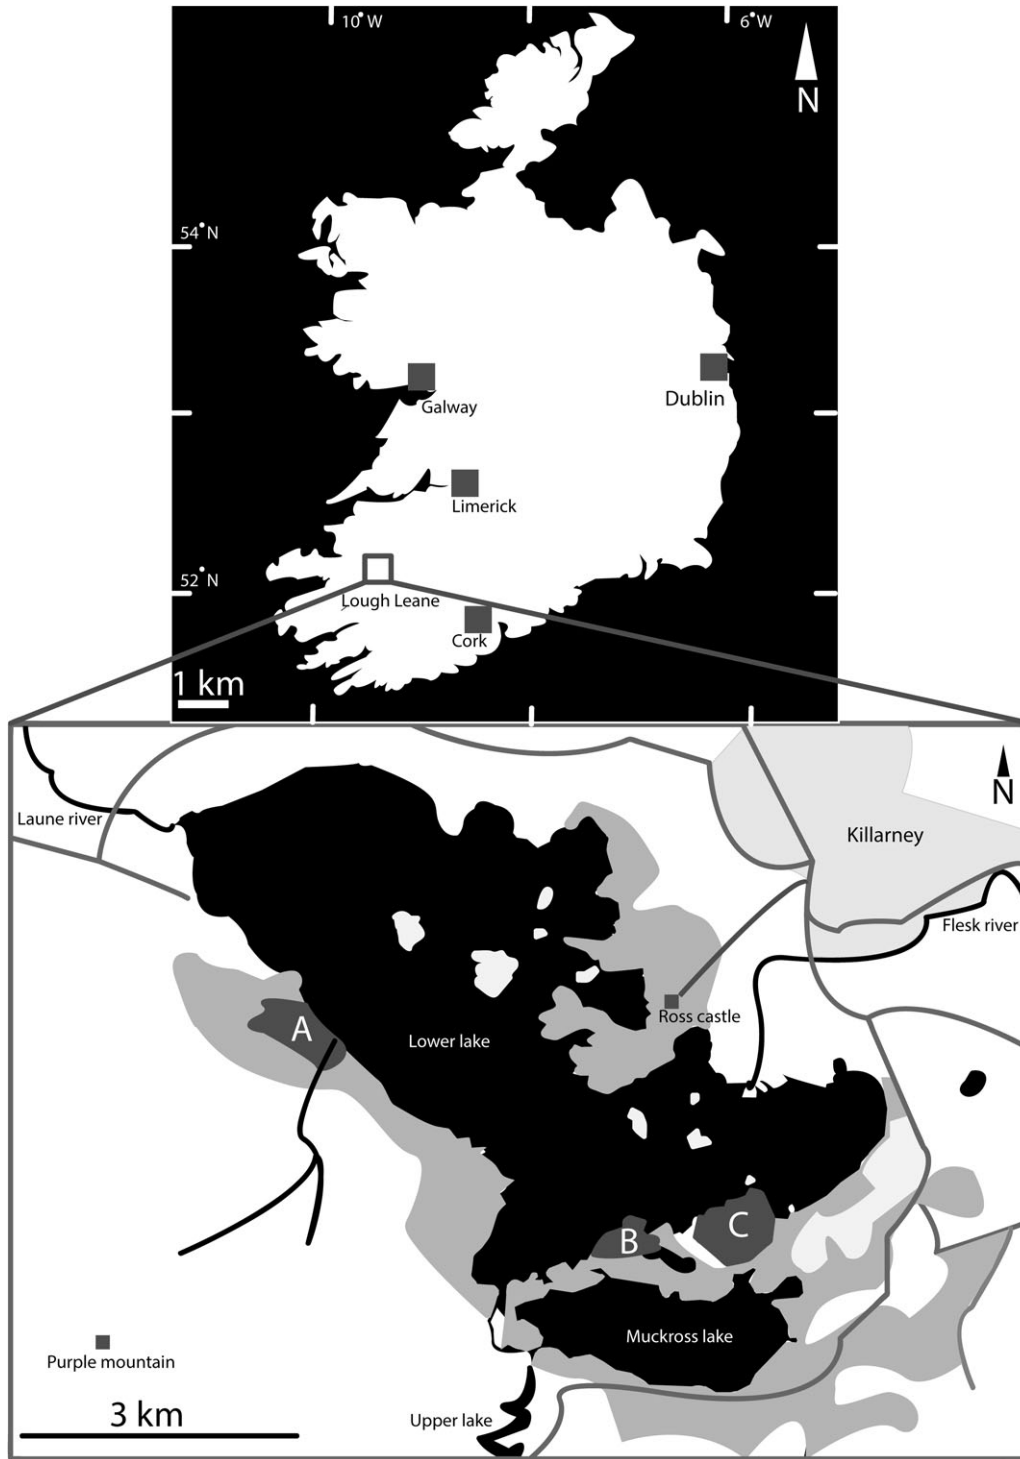 10°W
6°W
N
54°N
Galway
Dublin
Limerick
52°N
Lough Leane
Cork
1 km
N
Laune river
Killarney
Flesk river
A
Ross castle
Lower lake
B
C
Muckross lake
Purple mountain
3 km
Upper lake